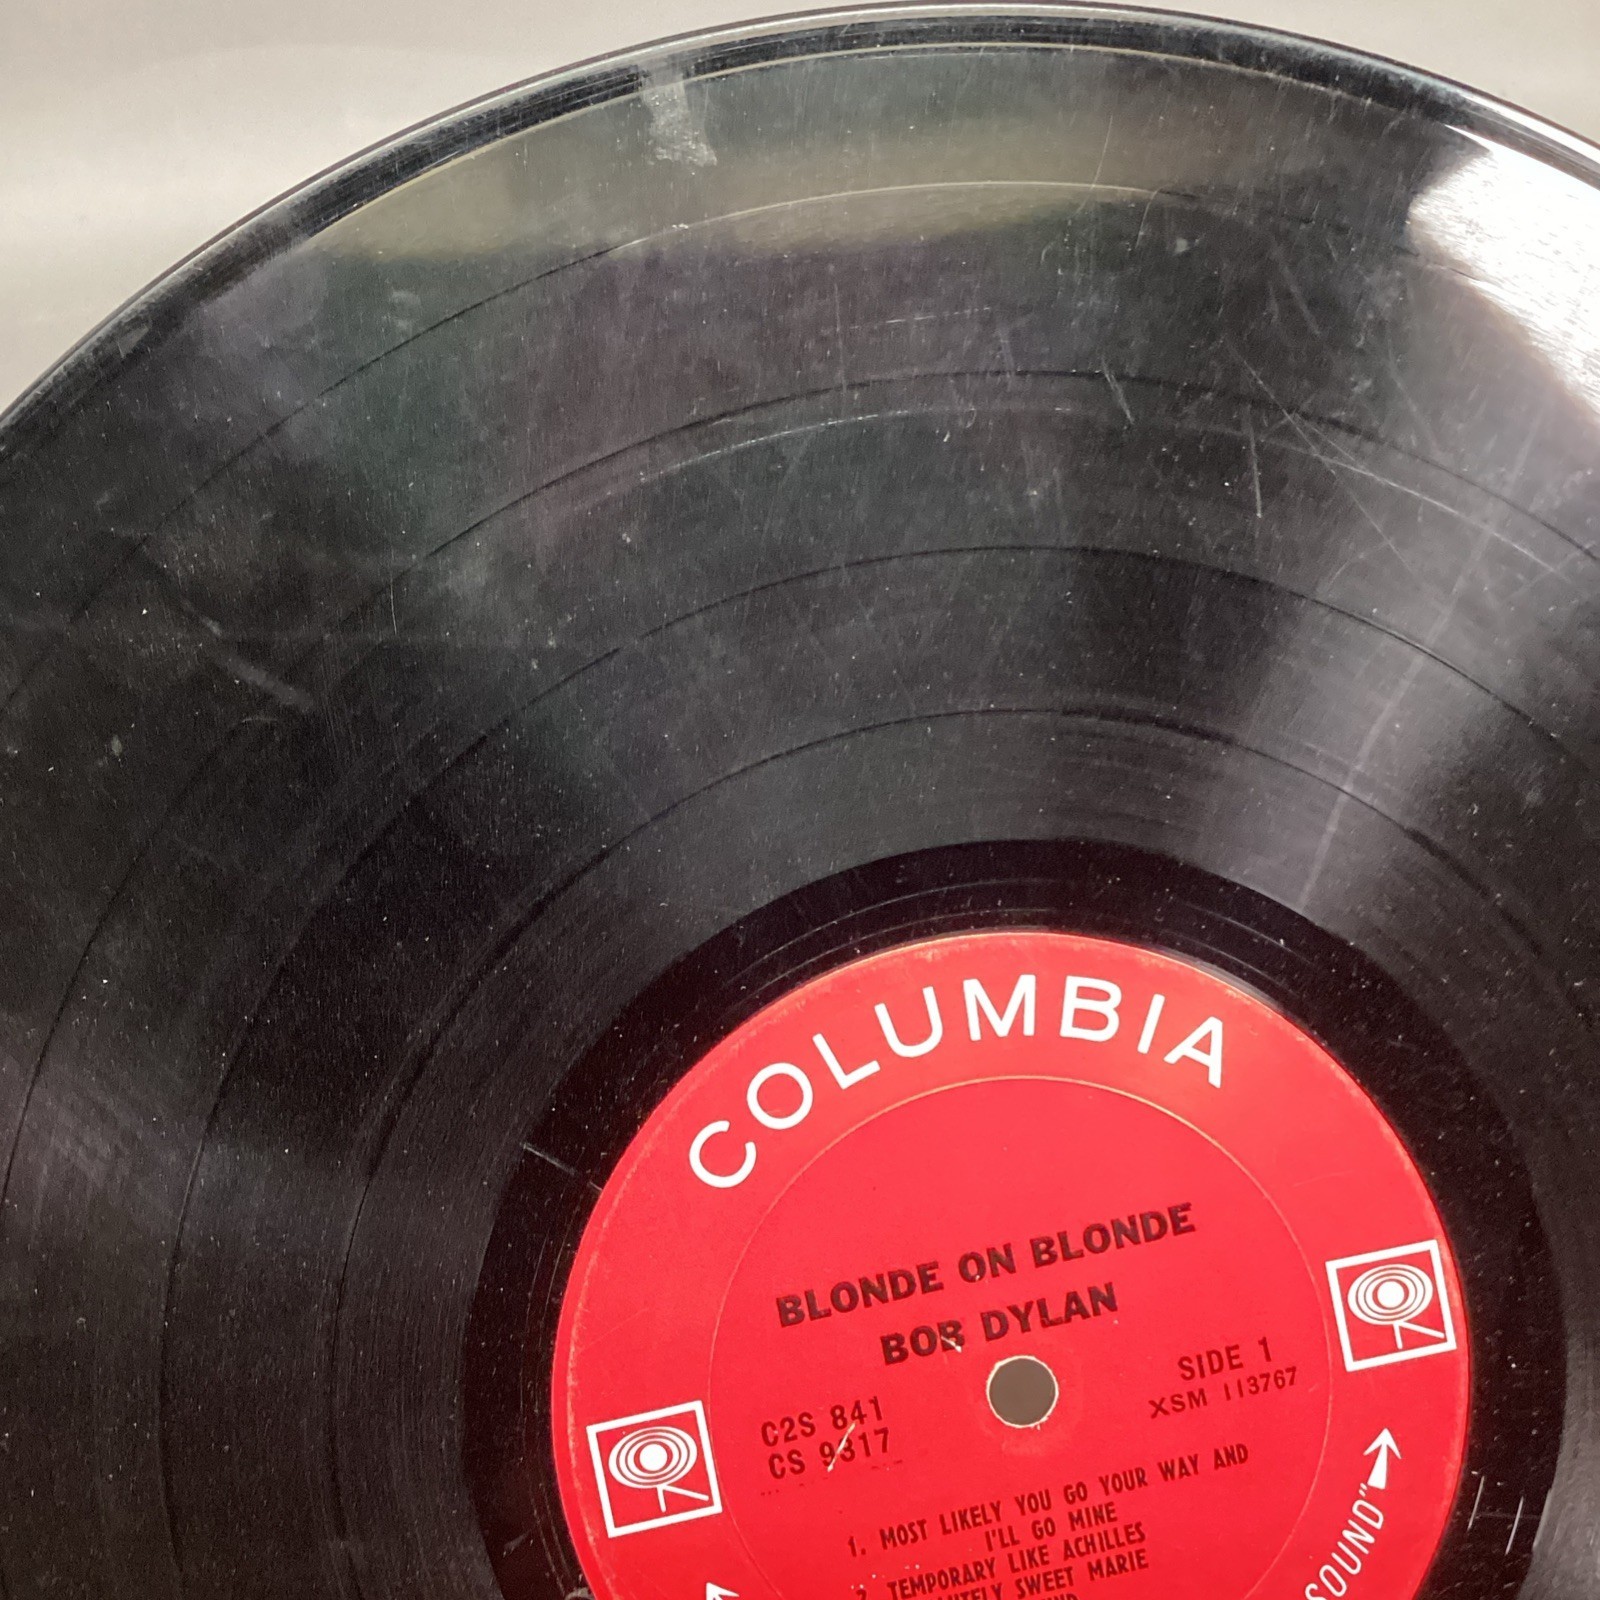 COLUMBIA
BLONDE ON BLONDE
BOB DYLAN
SIDE 1
XSM 113767
C2S 841
CS 9317
1. MOST LIKELY YOU GO YOUR WAY AND
I'LL GO MINE
2. TEMPORARY LIKE ACHILLES
SWEET MARIE
SOUND"